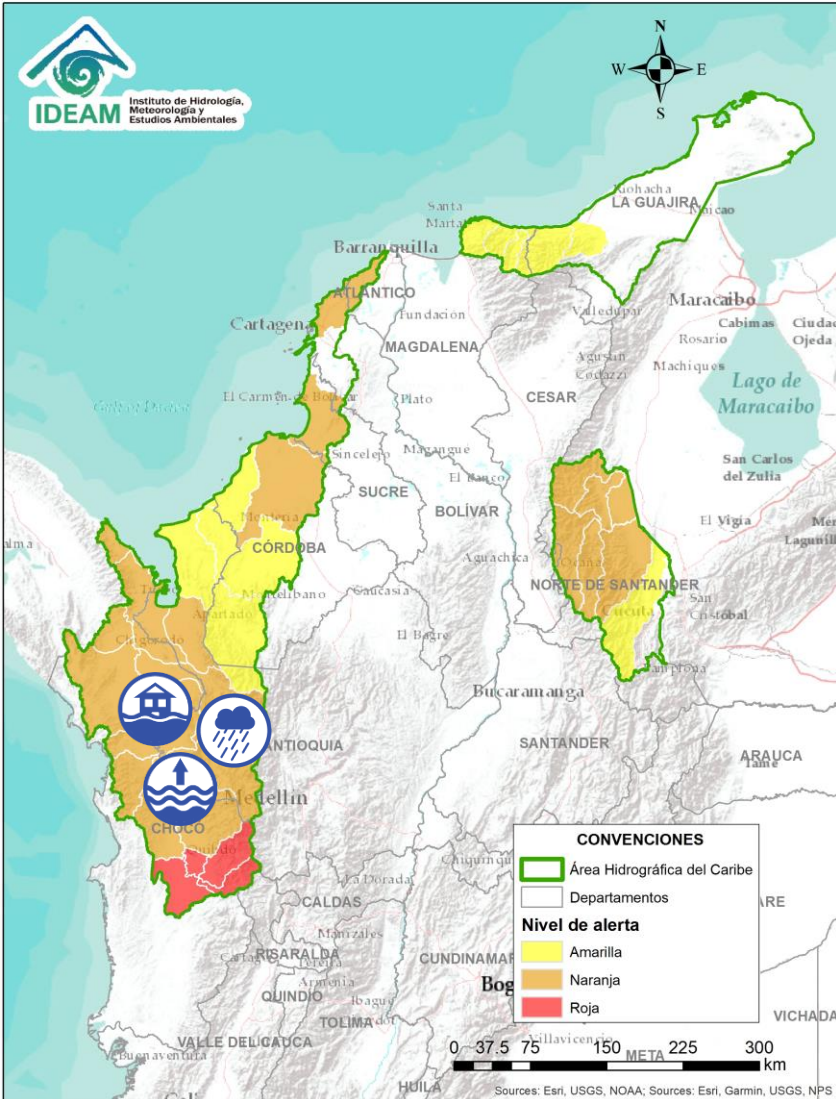 IDEAM
Instituto de Hidrología,
Meteorología y
Estudios Ambientales
N
W
E
S
Riohacha
LA GUAJIRA
Maicao
Santa
Marta
Barranquilla
ATLÁNTICO
Cartagena
Fundación
MAGDALENA
Valledupar
Maracaibo
Cabimas
Ciudad
Ojeda
Rosario
Machiques
Agustín
Codazzi
CESAR
Lago de
Maracaibo
El Carmen de Bolívar
Plato
Sincelejo
Magangué
San Carlos
del Zulia
SUCRE
El Banco
BOLÍVAR
El Vigía
Montería
CÓRDOBA
Aguachica
Ocaña
NORTE DE SANTANDER
Montelibano
Caucasia
Apartadó
Cúcuta
San
Cristóbal
Chigorodó
El Bagre
Pamplona
Bucaramanga
ANTIOQUIA
SANTANDER
ARAUCA
Tame
Medellín
CHOCÓ
Quibdó
La Dorada
CALDAS
Manizales
RISARALDA
Pereira
Armenia
QUINDÍO
Ibagué
TOLIMA
CUNDINAMAR
Bog
VALLE DEL CAUCA
Buenaventura
Villavicencio
META
VICHADA
HUILA
CONVENCIONES
Área Hidrográfica del Caribe
Departamentos
Nivel de alerta
Amarilla
Naranja
Roja
0 37.5 75 150 225 300
km
Sources: Esri, USGS, NOAA; Sources: Esri, Garmin, USGS, NPS